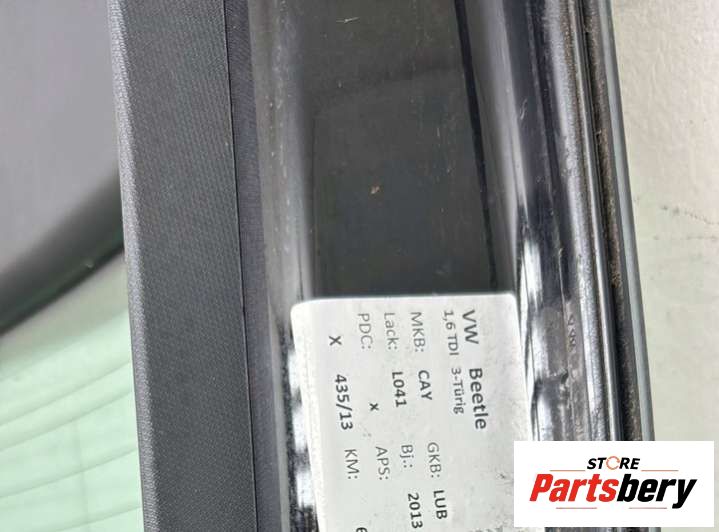 VW Beetle
1,6 TDI 3-Türig
MKB: CAY GKB: LUB
Lack: L041 Bj.: 2013
PDC: x APS:
X 435/13 KM: 6
STORE
Partsbery